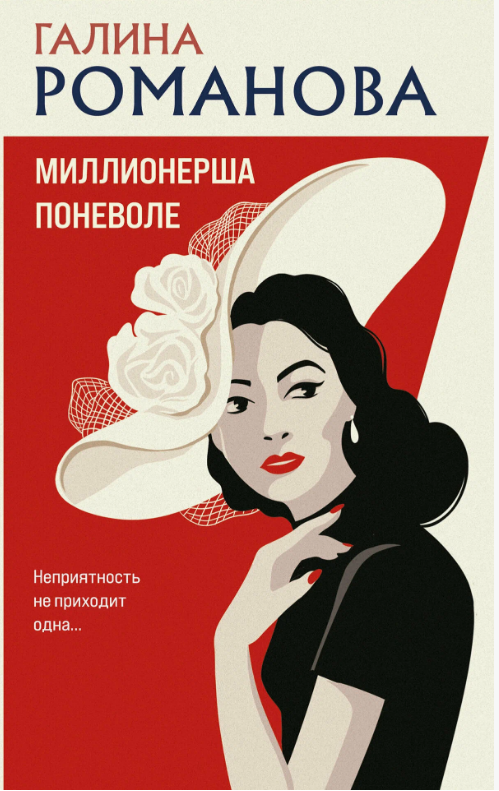 ГАЛИНА
РОМАНОВА
МИЛЛИОНЕРША
ПОНЕВОЛЕ
Неприятность
не приходит
одна...